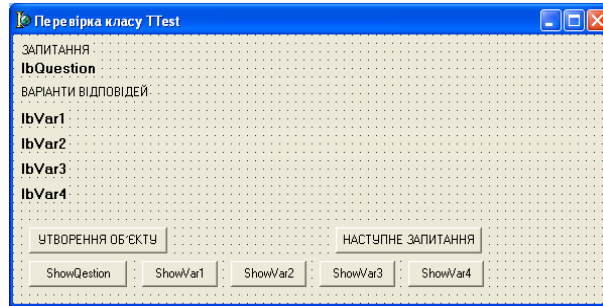 Перевірка класу TTest
ЗАПИТАННЯ
lbQuestion
ВАРІАНТИ ВІДПОВІДЕЙ
lbVar1
lbVar2
lbVar3
lbVar4
УТВОРЕННЯ ОБ'ЄКТУ НАСТУПНЕ ЗАПИТАННЯ
ShowQestion ShowVar1 ShowVar2 ShowVar3 ShowVar4